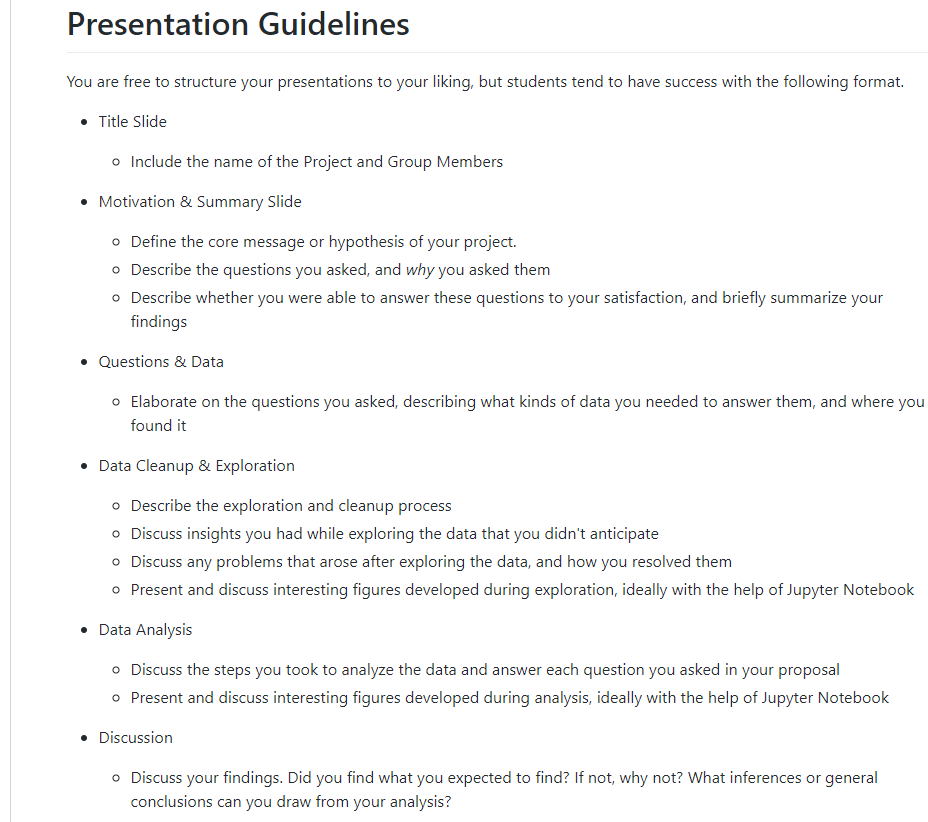 Presentation Guidelines
You are free to structure your presentations to your liking, but students tend to have success with the following format.
Title Slide
Include the name of the Project and Group Members
Motivation & Summary Slide
Define the core message or hypothesis of your project.
Describe the questions you asked, and why you asked them
Describe whether you were able to answer these questions to your satisfaction, and briefly summarize your
findings
Questions & Data
Elaborate on the questions you asked, describing what kinds of data you needed to answer them, and where you
found it
Data Cleanup & Exploration
Describe the exploration and cleanup process
Discuss insights you had while exploring the data that you didn't anticipate
Discuss any problems that arose after exploring the data, and how you resolved them
Present and discuss interesting figures developed during exploration, ideally with the help of Jupyter Notebook
Data Analysis
Discuss the steps you took to analyze the data and answer each question you asked in your proposal
Present and discuss interesting figures developed during analysis, ideally with the help of Jupyter Notebook
Discussion
Discuss your findings. Did you find what you expected to find? If not, why not? What inferences or general
conclusions can you draw from your analysis?